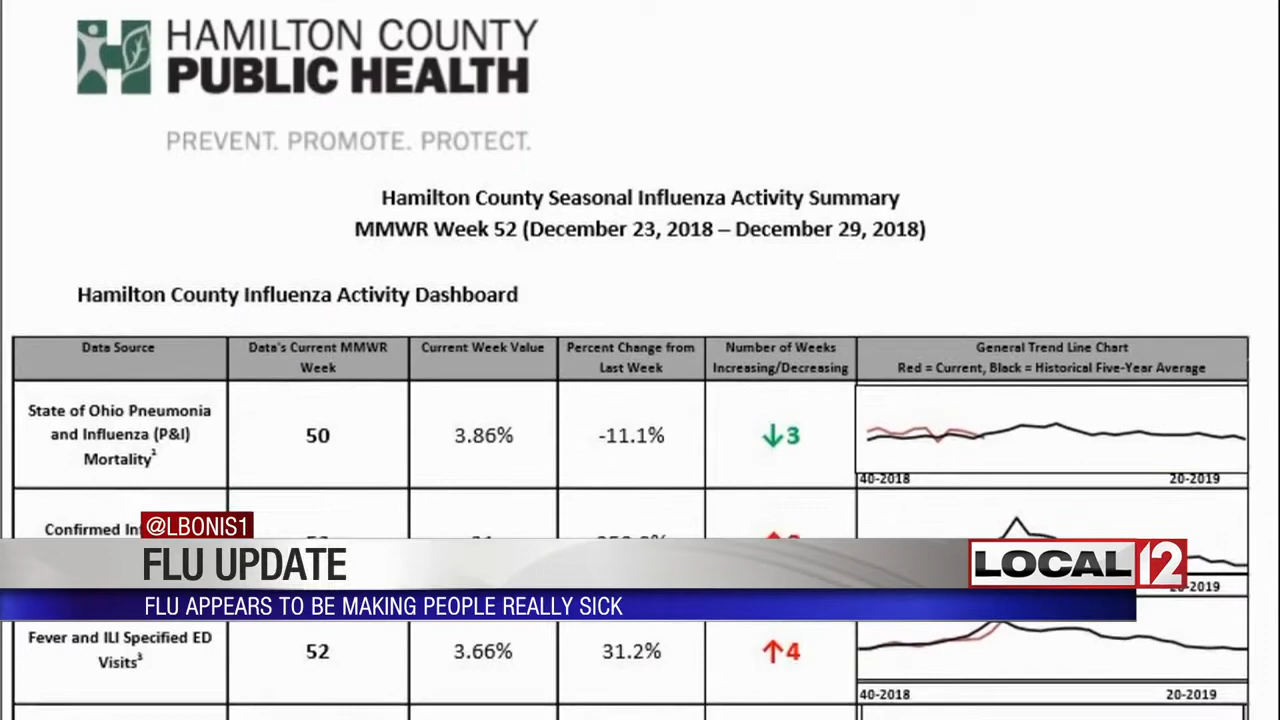 HAMILTON COUNTY
PUBLIC HEALTH
PREVENT. PROMOTE. PROTECT.
Hamilton County Seasonal Influenza Activity Summary
MMWR Week 52 (December 23, 2018 – December 29, 2018)
Hamilton County Influenza Activity Dashboard
Data Source
Data's Current MMWR
Week
Current Week Value
Percent Change from
Last Week
Number of Weeks
Increasing/Decreasing
General Trend Line Chart
Red = Current, Black = Historical Five-Year Average
State of Ohio Pneumonia
and Influenza (P&I)
Mortality¹
50
3.86%
-11.1%
↓3
40-2018
20-2019
Confirmed
20-2019
@LBONIS1
FLU UPDATE
LOCAL 12
FLU APPEARS TO BE MAKING PEOPLE REALLY SICK
Fever and ILI Specified ED
Visits³
52
3.66%
31.2%
↑4
40-2018
20-2019